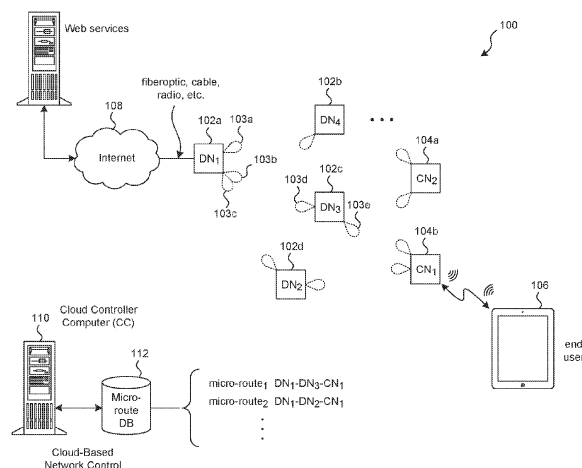 Web services
100
fiberoptic, cable,
radio, etc.
108
Internet
102a
DN1
103a
103b
103c
102b
DN4
• • •
104a
CN2
102c
103d
DN3
103e
104b
CN1
102d
DN2
106
end
user
Cloud Controller
Computer (CC)
110
112
Micro-
route
DB
micro-route1 DN1-DN3-CN1
micro-route2 DN1-DN2-CN1
Cloud-Based
Network Control